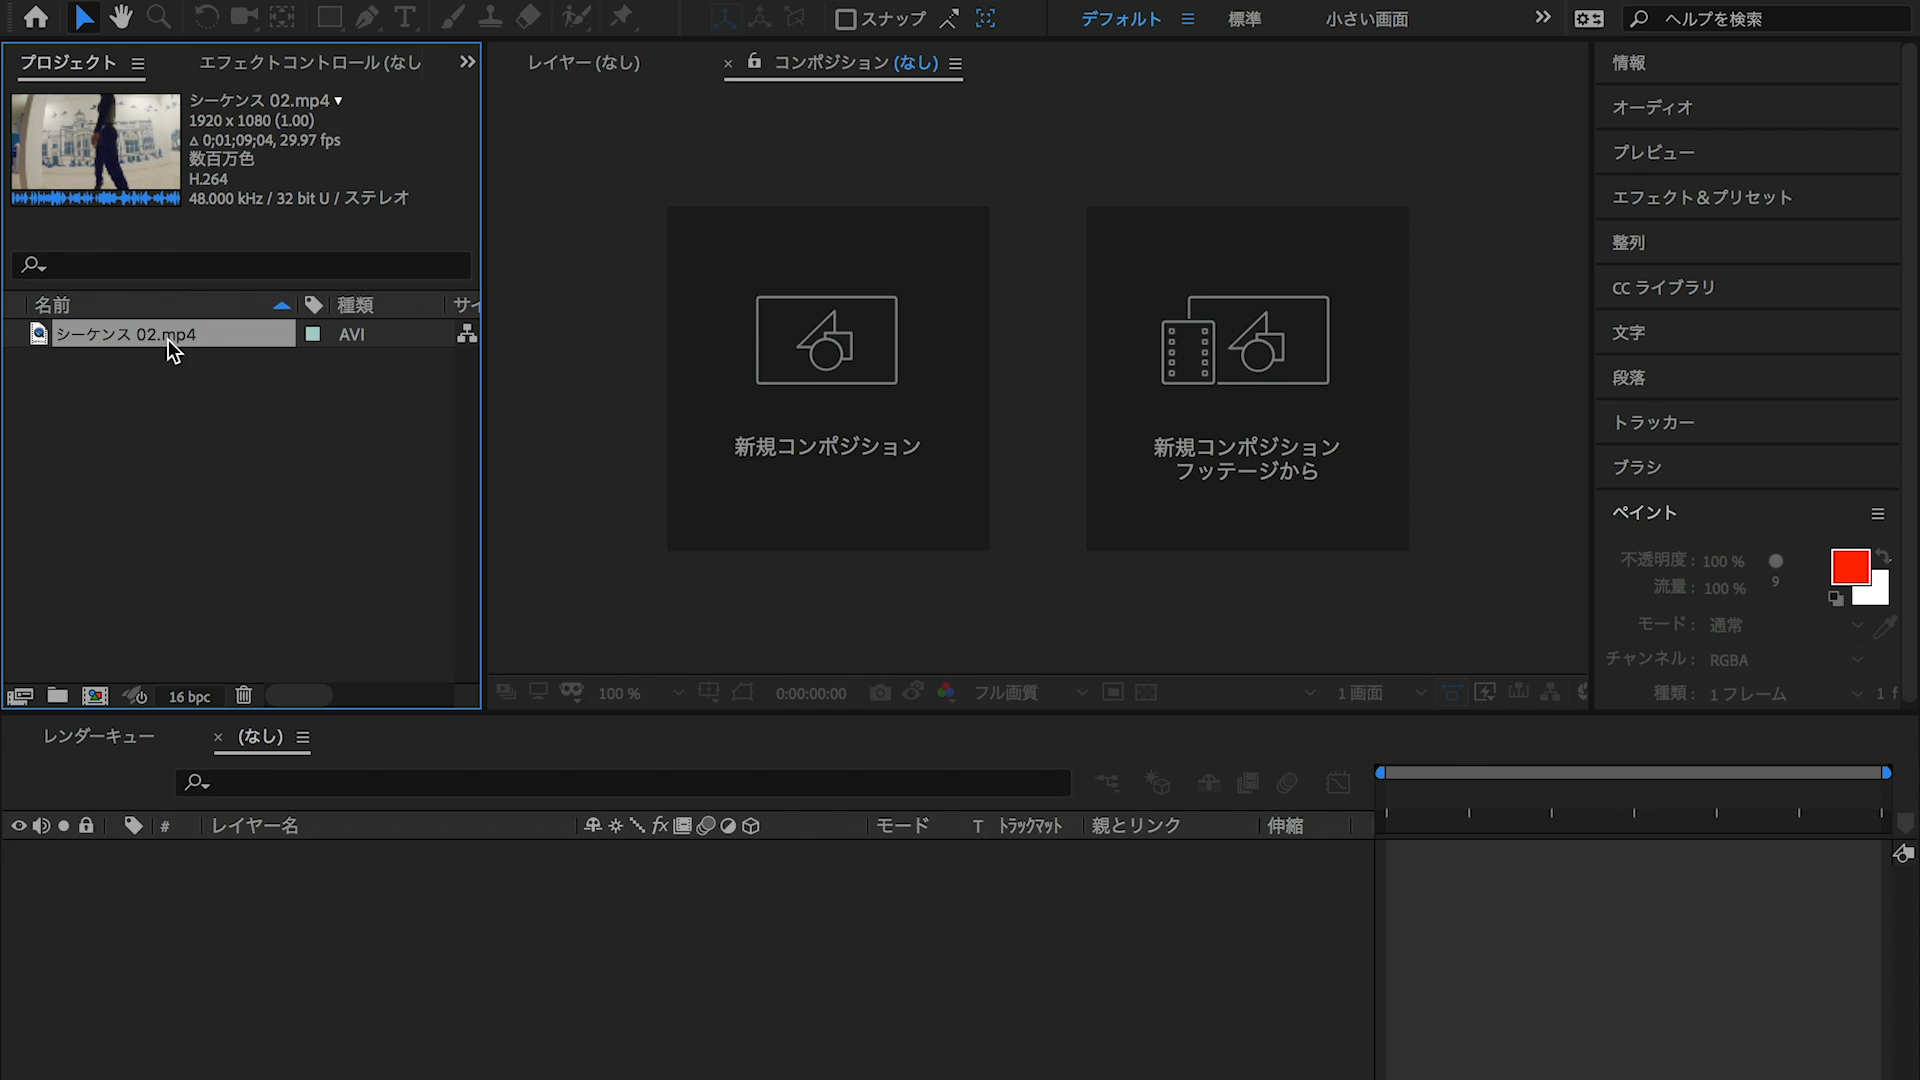 スナップ
デフォルト
標準
小さい画面
ヘルプを検索
プロジェクト
エフェクトコントロール (なし
レイヤー (なし)
コンポジション (なし)
シーケンス 02.mp4
1920 x 1080 (1.00)
Δ 0;01;09;04, 29.97 fps
数百万色
H.264
48.000 kHz / 32 bit U / ステレオ
名前
種類
サイ
シーケンス 02.mp4
AVI
新規コンポジション
新規コンポジション
フッテージから
16 bpc
100 %
0:00:00:00
フル画質
1 画面
情報
オーディオ
プレビュー
エフェクト＆プリセット
整列
CC ライブラリ
文字
段落
トラッカー
ブラシ
ペイント
不透明度 : 100 %
流量 : 100 %
9
モード : 通常
チャンネル : RGBA
種類 : 1 フレーム
1 f
レンダーキュー
(なし)
# レイヤー名
fx
モード
T トラックマット
親とリンク
伸縮